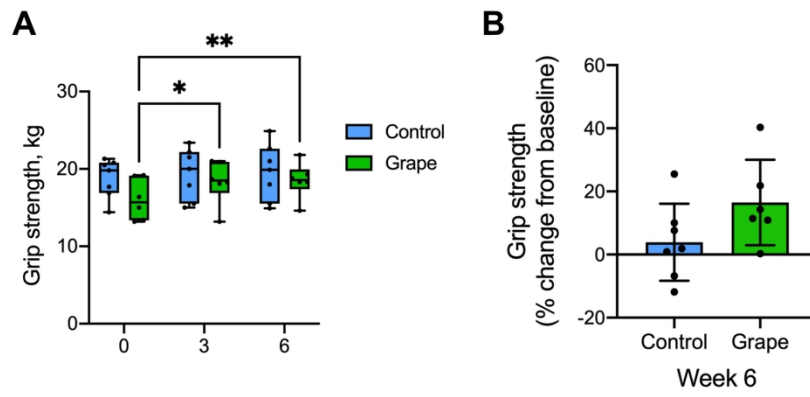 A
**
*
30
20
10
0
Grip strength, kg
0 3 6
Control
Grape
B
Grip strength
(% change from baseline)
60
40
20
0
-20
Control Grape
Week 6